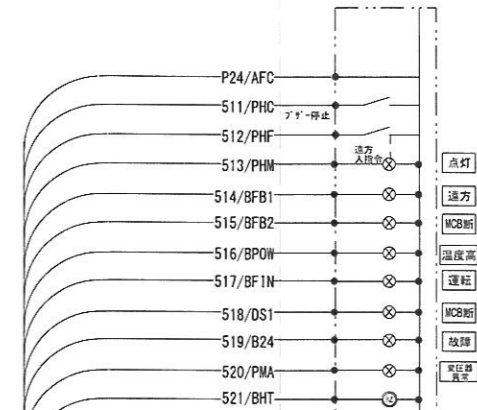 P24/AFC
511/PHC
ブザー停止
512/PHF
遠方
入指令
513/PHM
点灯
514/BFB1
遠方
515/BFB2
MCB断
516/BPOW
温度高
517/BFIN
運転
518/DS1
MCB断
519/B24
故障
520/PMA
変圧器
異常
521/BHT